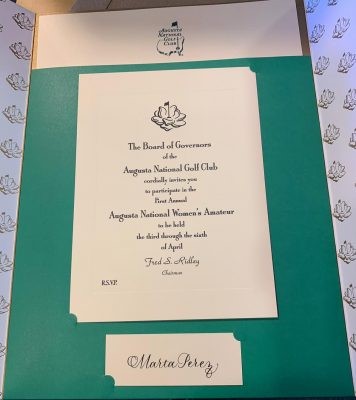 Augusta
National
Golf
Club
The Board of Governors
of the
Augusta National Golf Club
cordially invites you
to participate in the
First Annual
Augusta National Women's Amateur
to be held
the third through the sixth
of April
Fred S. Ridley
Chairman
R.S.V.P.
Marta Perez